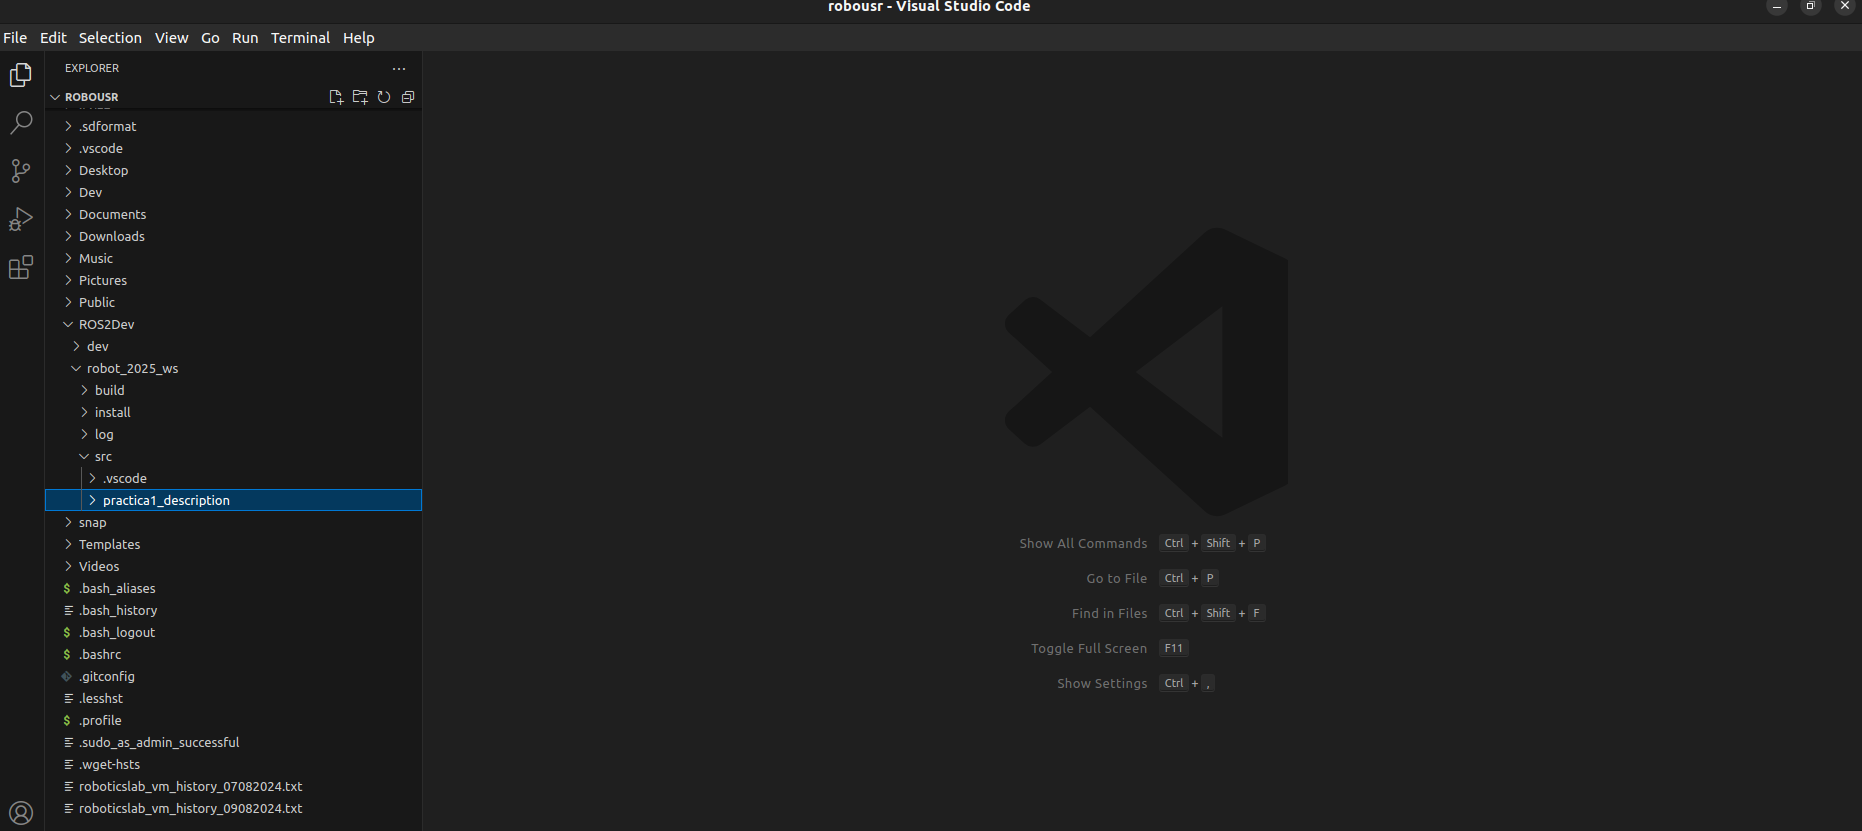 robousr - Visual Studio Code
File Edit Selection View Go Run Terminal Help
EXPLORER
ROBOUSR
.sdformat
.vscode
Desktop
Dev
Documents
Downloads
Music
Pictures
Public
ROS2Dev
dev
robot_2025_ws
build
install
log
src
.vscode
practica1_description
snap
Templates
Videos
.bash_aliases
.bash_history
.bash_logout
.bashrc
.gitconfig
.lesshst
.profile
.sudo_as_admin_successful
.wget-hsts
roboticslab_vm_history_07082024.txt
roboticslab_vm_history_09082024.txt
Show All Commands Ctrl + Shift + P
Go to File Ctrl + P
Find in Files Ctrl + Shift + F
Toggle Full Screen F11
Show Settings Ctrl + ,